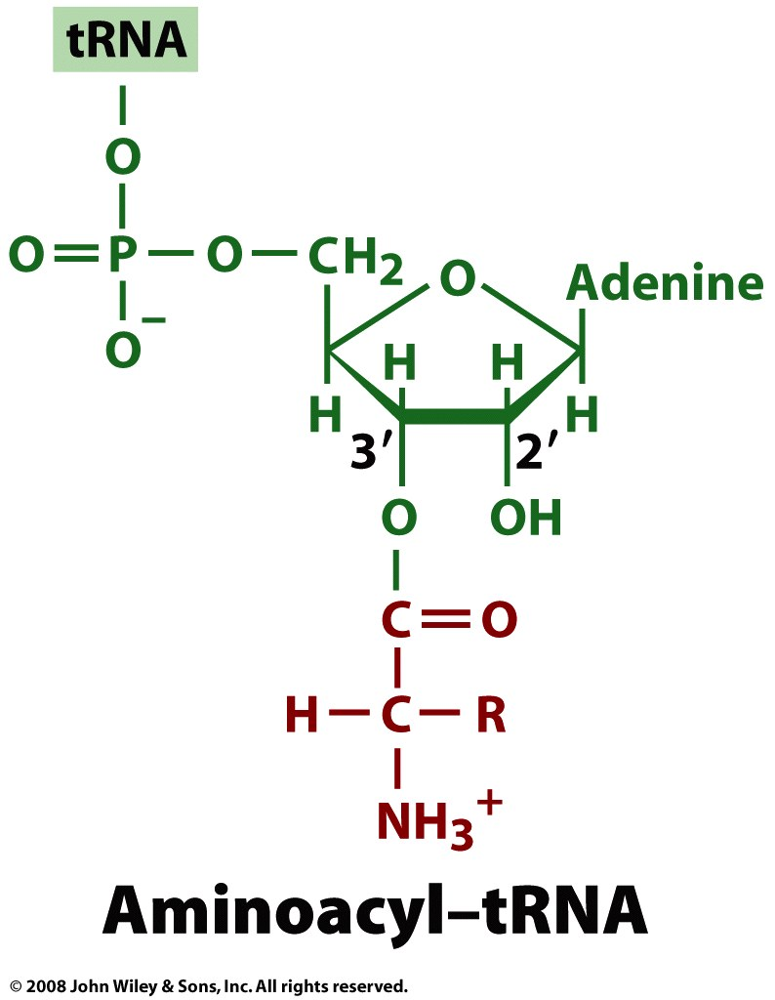 tRNA
O
O=P—O—CH₂ O Adenine
O⁻
H H
H H
3′ 2′
O OH
C=O
H—C—R
NH₃⁺
Aminoacyl–tRNA
© 2008 John Wiley & Sons, Inc. All rights reserved.